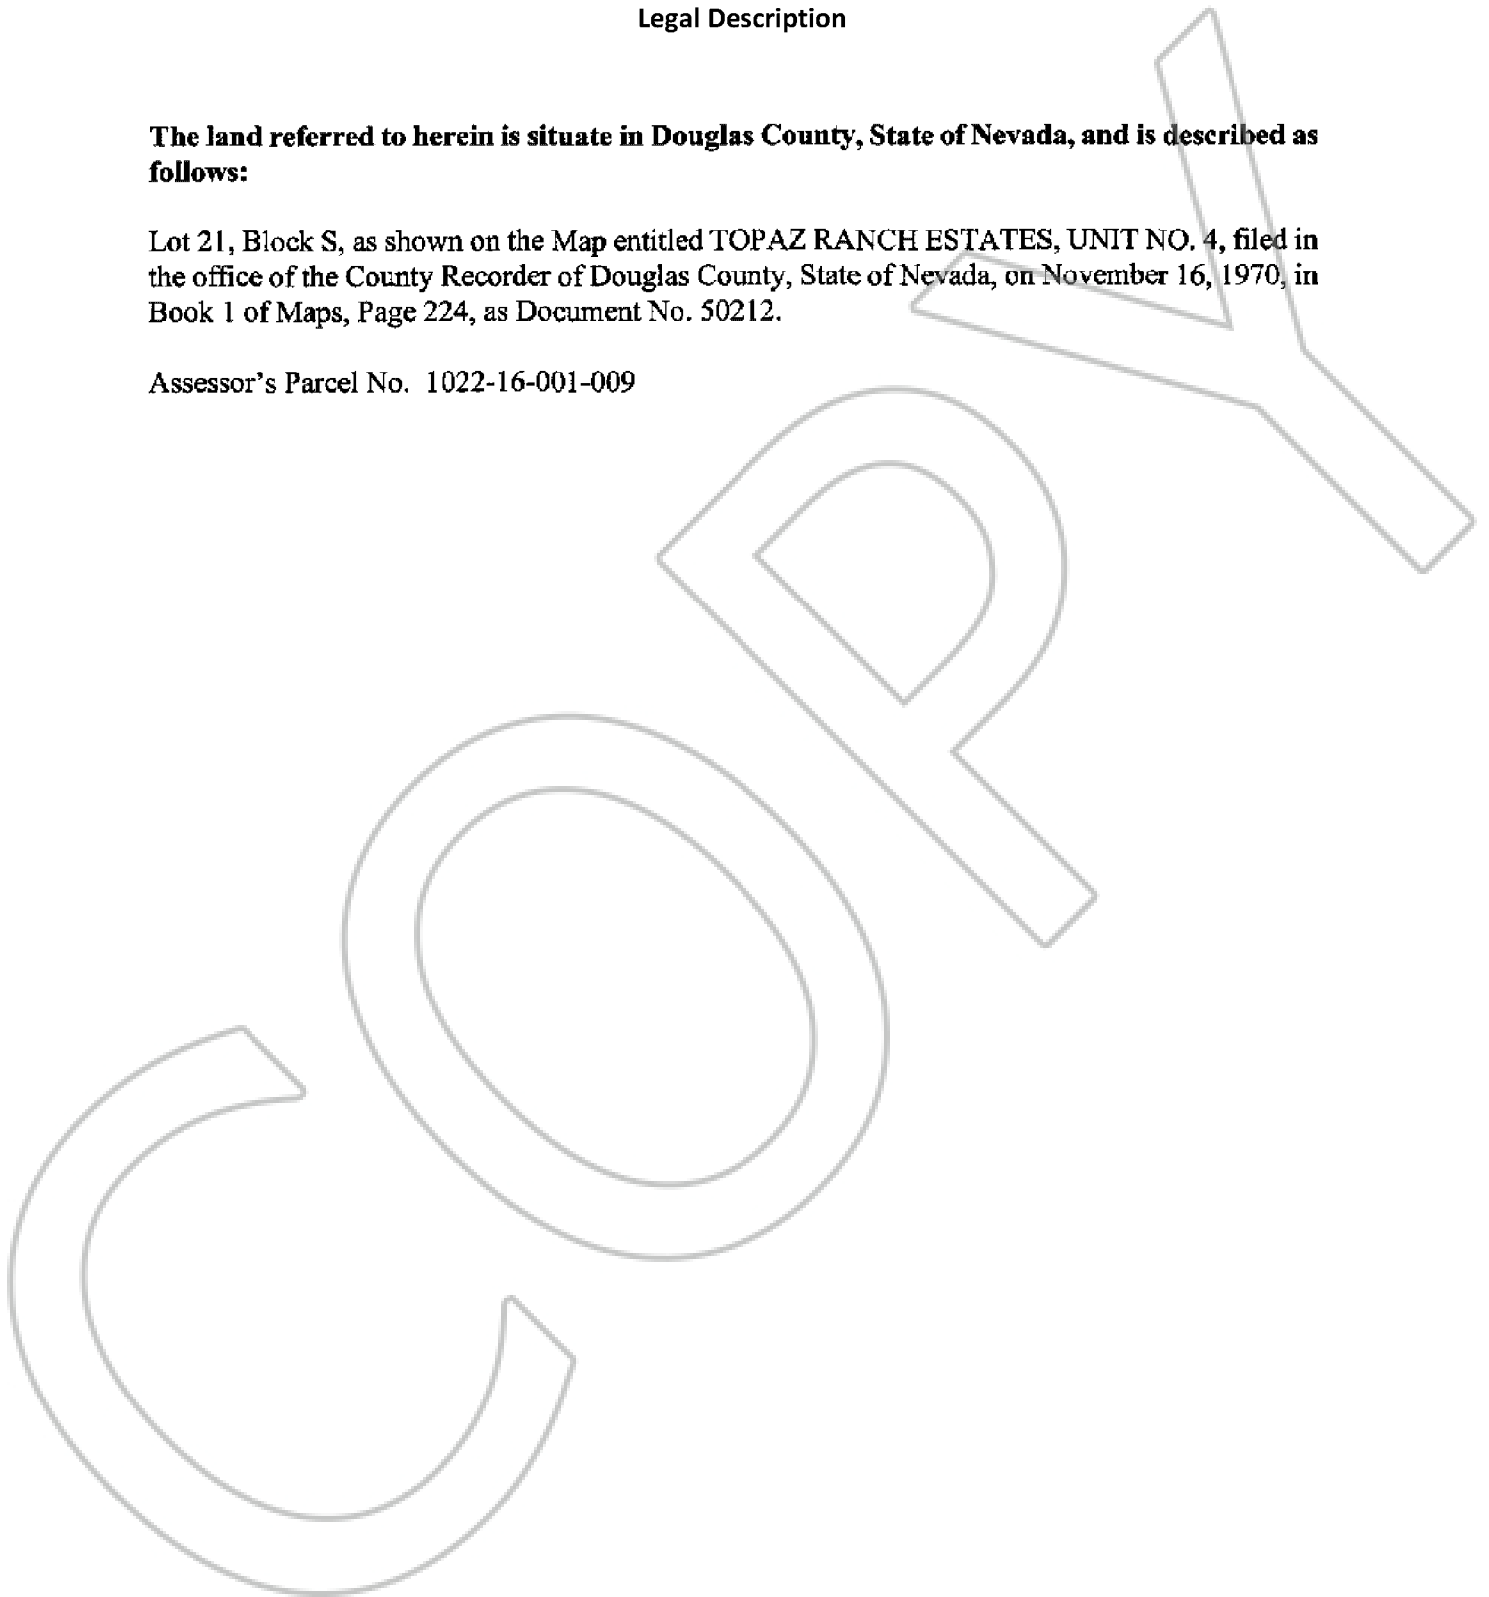 Legal Description
The land referred to herein is situate in Douglas County, State of Nevada, and is described as
follows:
Lot 21, Block S, as shown on the Map entitled TOPAZ RANCH ESTATES, UNIT NO. 4, filed in
the office of the County Recorder of Douglas County, State of Nevada, on November 16, 1970, in
Book 1 of Maps, Page 224, as Document No. 50212.
Assessor's Parcel No. 1022-16-001-009
COPY